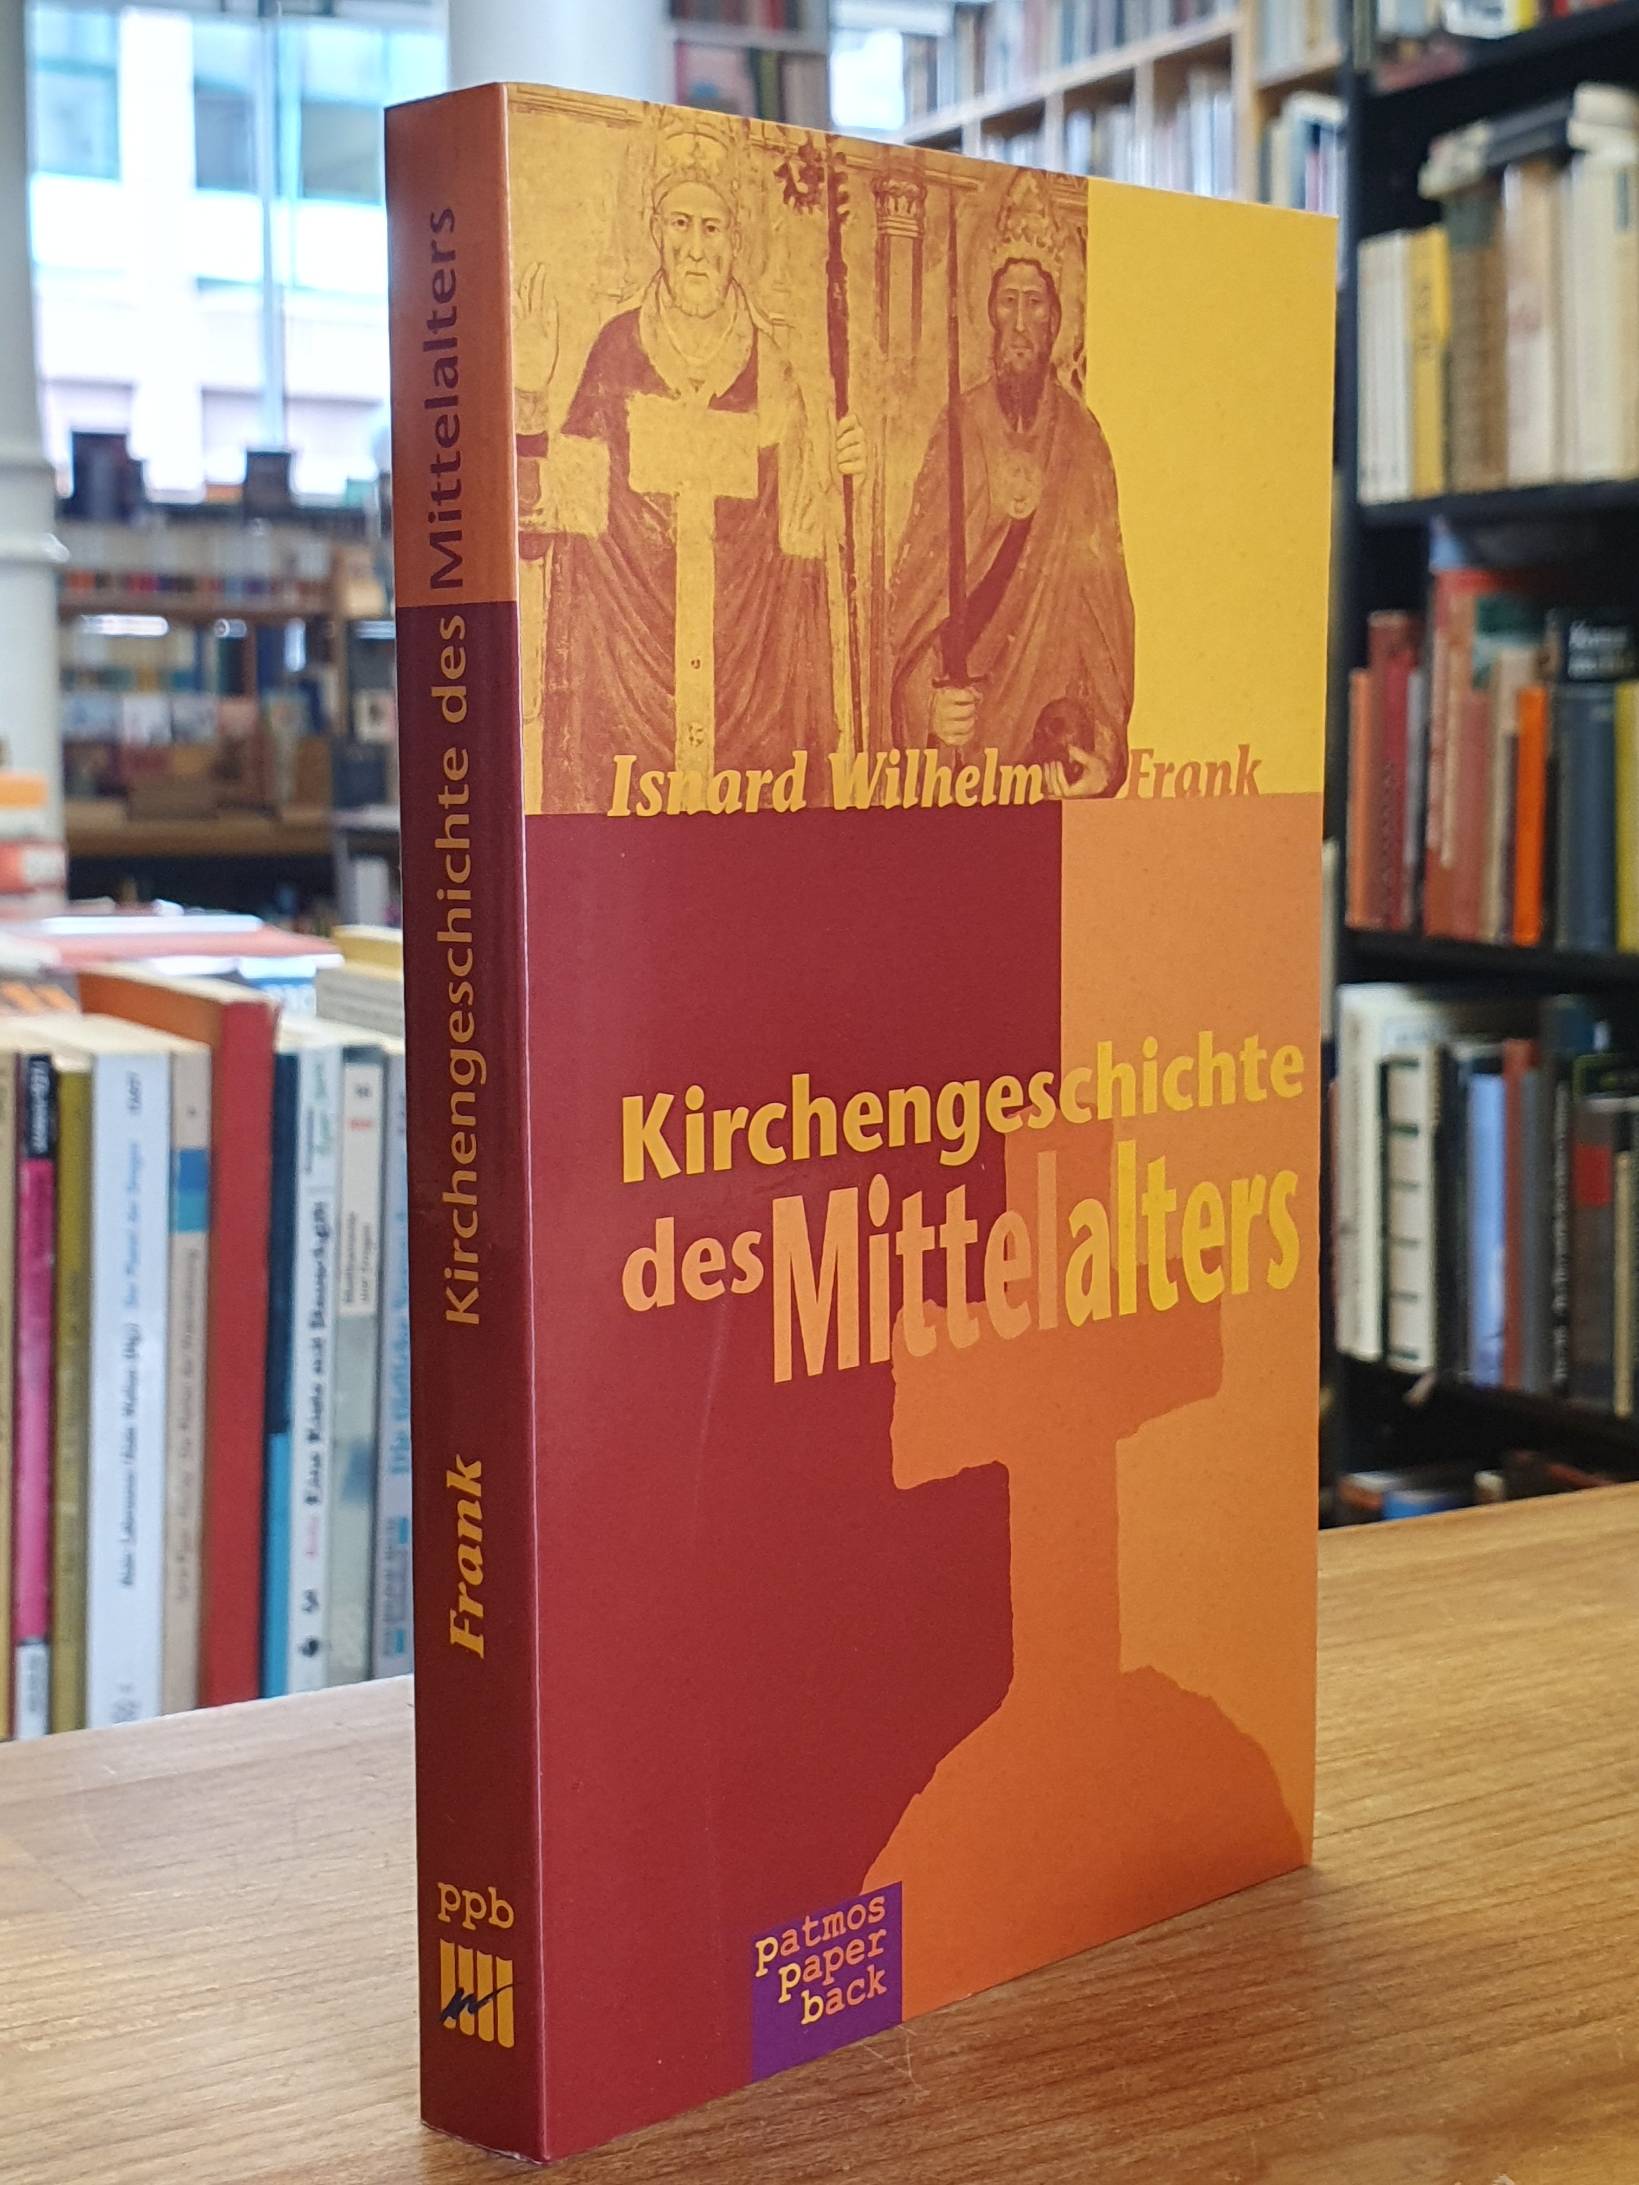 Isnard Wilhelm Frank
Kirchengeschichte
des Mittelalters
patmos
paper
back
Frank Kirchengeschichte des Mittelalters
ppb